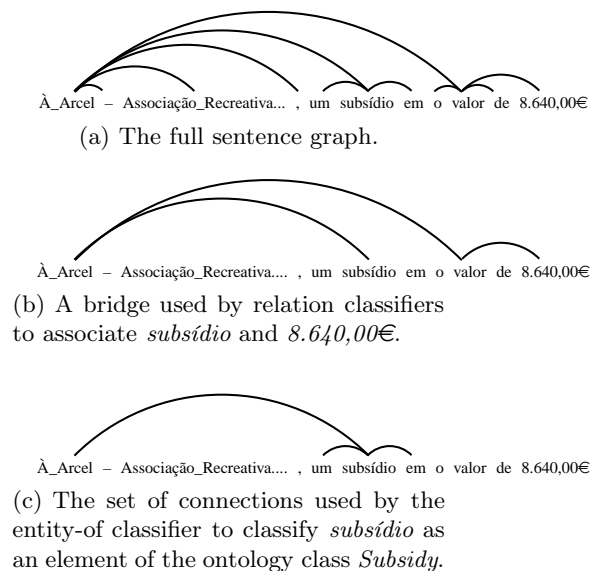 À_Arcel – Associação_Recreativa... , um subsídio em o valor de 8.640,00€
(a) The full sentence graph.
À_Arcel – Associação_Recreativa.... , um subsídio em o valor de 8.640,00€
(b) A bridge used by relation classifiers
to associate subsídio and 8.640,00€.
À_Arcel – Associação_Recreativa.... , um subsídio em o valor de 8.640,00€
(c) The set of connections used by the
entity-of classifier to classify subsídio as
an element of the ontology class Subsidy.